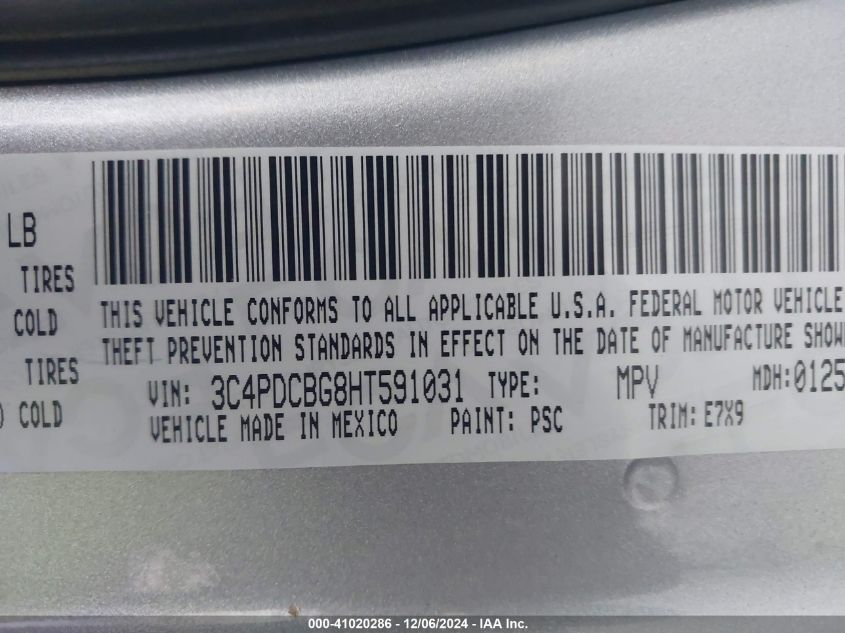 LB
TIRES
COLD
TIRES
COLD
THIS VEHICLE CONFORMS TO ALL APPLICABLE U.S.A. FEDERAL MOTOR VEHICLE
THEFT PREVENTION STANDARDS IN EFFECT ON THE DATE OF MANUFACTURE SHOW
VIN: 3C4PDCBG8HT591031 TYPE: MPV MDH:0125
VEHICLE MADE IN MEXICO PAINT: PSC TRIM: E7X9
000-41020286 - 12/06/2024 - IAA Inc.